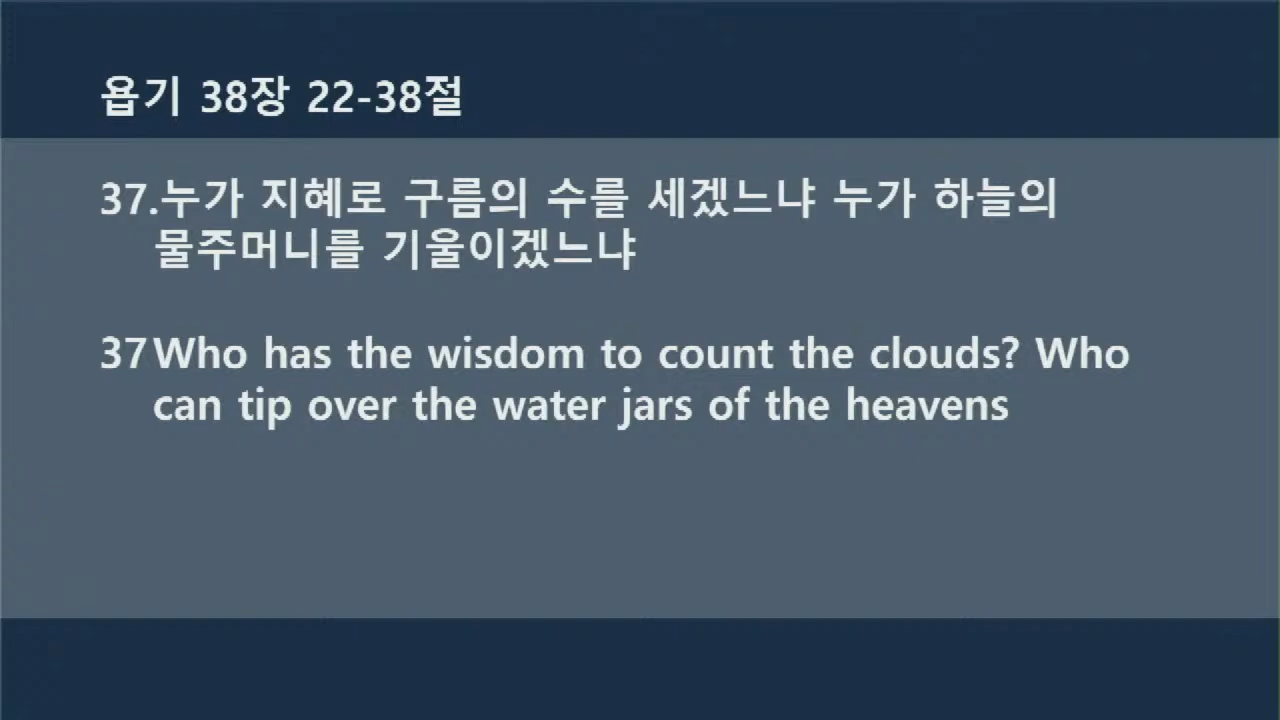 욥기 38장 22-38절
37.누가 지혜로 구름의 수를 세겠느냐 누가 하늘의
물주머니를 기울이겠느냐
37 Who has the wisdom to count the clouds? Who
can tip over the water jars of the heavens